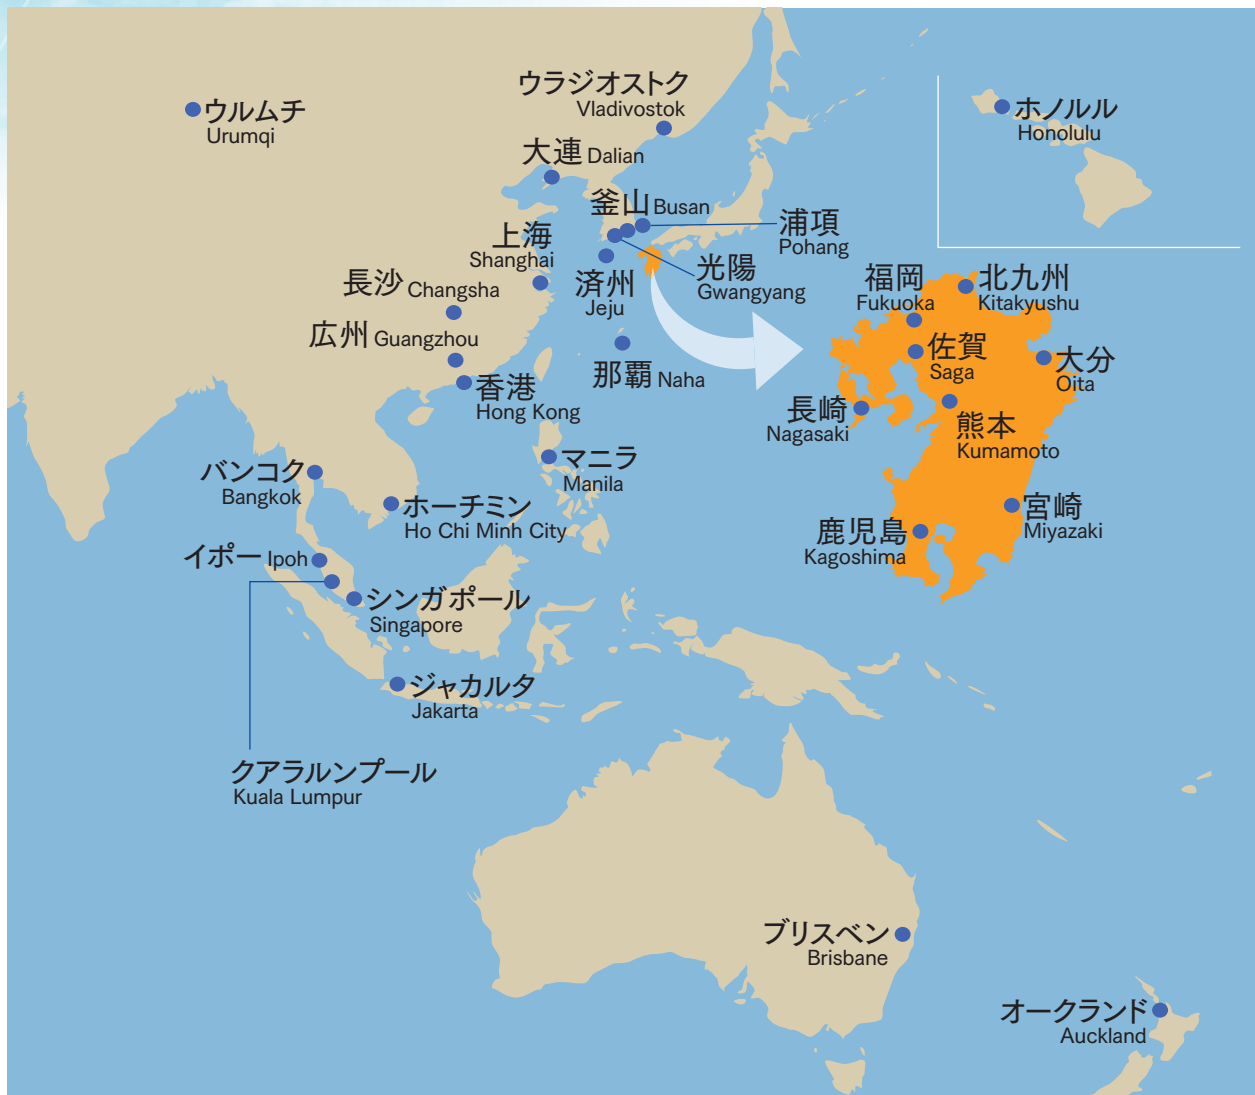 ウラジオストク
Vladivostok
ウルムチ
Urumqi
ホノルル
Honolulu
大連 Dalian
釜山 Busan
浦項
Pohang
上海
Shanghai
光陽
Gwangyang
済州
Jeju
長沙 Changsha
広州 Guangzhou
那覇 Naha
香港
Hong Kong
福岡
Fukuoka
北九州
Kitakyushu
佐賀
Saga
大分
Oita
長崎
Nagasaki
熊本
Kumamoto
宮崎
Miyazaki
鹿児島
Kagoshima
バンコク
Bangkok
マニラ
Manila
ホーチミン
Ho Chi Minh City
イポー Ipoh
シンガポール
Singapore
ジャカルタ
Jakarta
クアラルンプール
Kuala Lumpur
ブリスベン
Brisbane
オークランド
Auckland